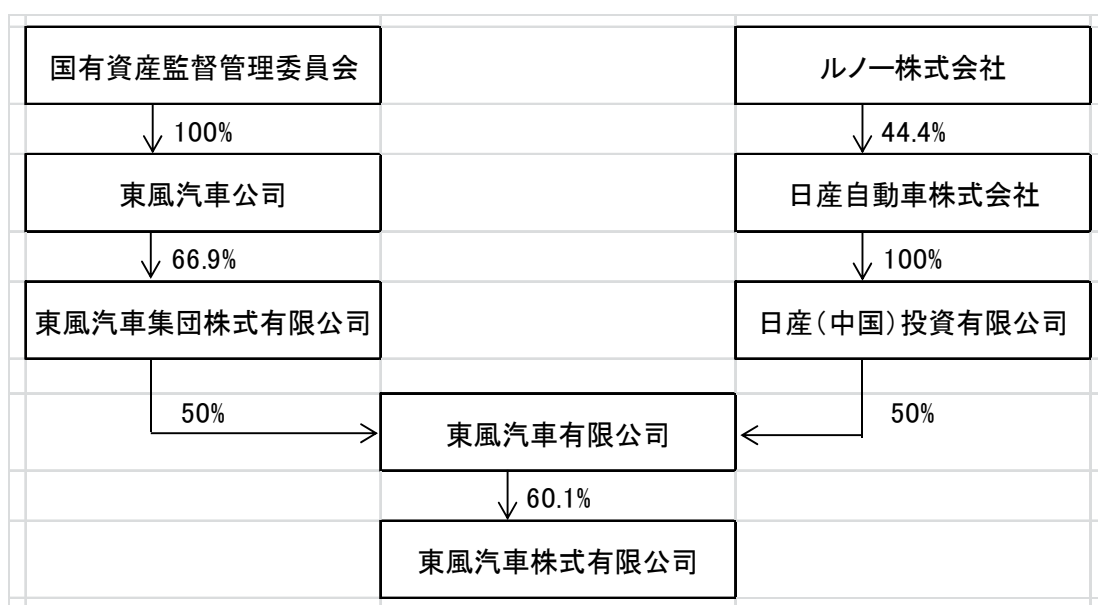 国有資産監督管理委員会
ルノー株式会社
100%
44.4%
東風汽車公司
日産自動車株式会社
66.9%
100%
東風汽車集団株式有限公司
日産(中国)投資有限公司
50%
50%
東風汽車有限公司
60.1%
東風汽車株式有限公司